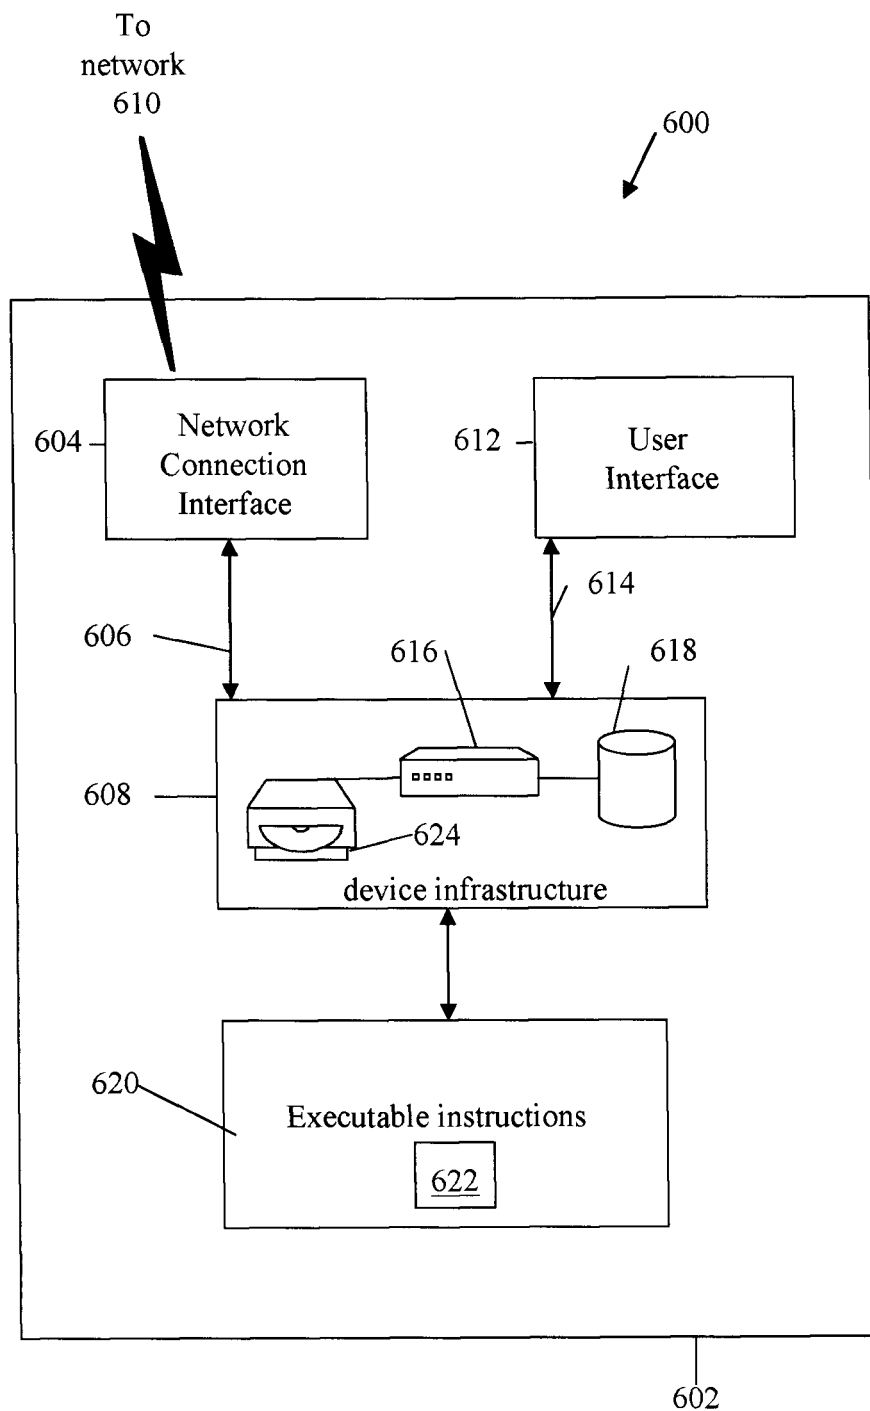 To
network
610
600
604
Network
Connection
Interface
612
User
Interface
606
614
616
618
608
624
device infrastructure
620
Executable instructions
622
602